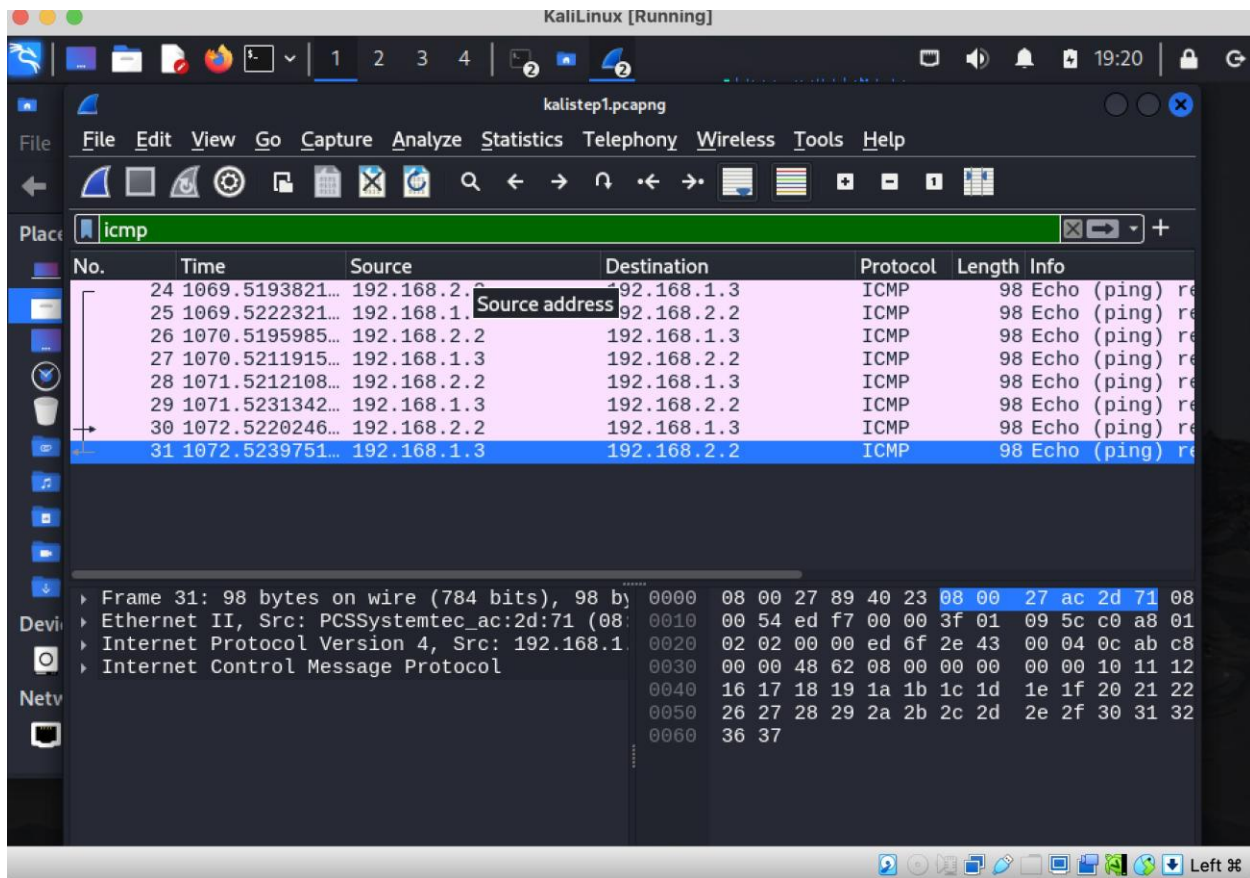 KaliLinux [Running]
1 2 3 4 2 2 19:20
kalistep1.pcapng
File File Edit View Go Capture Analyze Statistics Telephony Wireless Tools Help
Place icmp
No. Time Source Destination Protocol Length Info
24 1069.5193821… 192.168.2. 192.168.1.3 ICMP 98 Echo (ping) re
Source address
25 1069.5222321… 192.168.1. 92.168.2.2 ICMP 98 Echo (ping) re
26 1070.5195985… 192.168.2.2 192.168.1.3 ICMP 98 Echo (ping) re
27 1070.5211915… 192.168.1.3 192.168.2.2 ICMP 98 Echo (ping) re
28 1071.5212108… 192.168.2.2 192.168.1.3 ICMP 98 Echo (ping) re
29 1071.5231342… 192.168.1.3 192.168.2.2 ICMP 98 Echo (ping) re
30 1072.5220246… 192.168.2.2 192.168.1.3 ICMP 98 Echo (ping) re
31 1072.5239751… 192.168.1.3 192.168.2.2 ICMP 98 Echo (ping) re
Frame 31: 98 bytes on wire (784 bits), 98 by
Ethernet II, Src: PCSSystemtec_ac:2d:71 (08:
Internet Protocol Version 4, Src: 192.168.1.
Internet Control Message Protocol
0000 08 00 27 89 40 23 08 00 27 ac 2d 71 08
0010 00 54 ed f7 00 00 3f 01 09 5c c0 a8 01
0020 02 02 00 00 ed 6f 2e 43 00 04 0c ab c8
0030 00 00 48 62 08 00 00 00 00 00 10 11 12
0040 16 17 18 19 1a 1b 1c 1d 1e 1f 20 21 22
0050 26 27 28 29 2a 2b 2c 2d 2e 2f 30 31 32
0060 36 37
Devi
Netw
Left ⌘